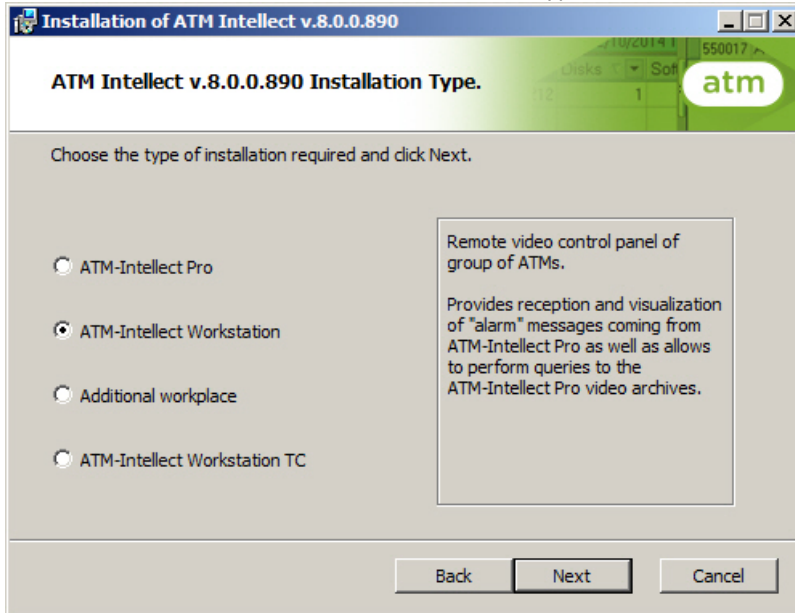 Installation of ATM Intellect v.8.0.0.890
ATM Intellect v.8.0.0.890 Installation Type.
550017
Disks
1
atm
Choose the type of installation required and click Next.
ATM-Intellect Pro
ATM-Intellect Workstation
Additional workplace
ATM-Intellect Workstation TC
Remote video control panel of
group of ATMs.
Provides reception and visualization
of "alarm" messages coming from
ATM-Intellect Pro as well as allows
to perform queries to the
ATM-Intellect Pro video archives.
Back
Next
Cancel